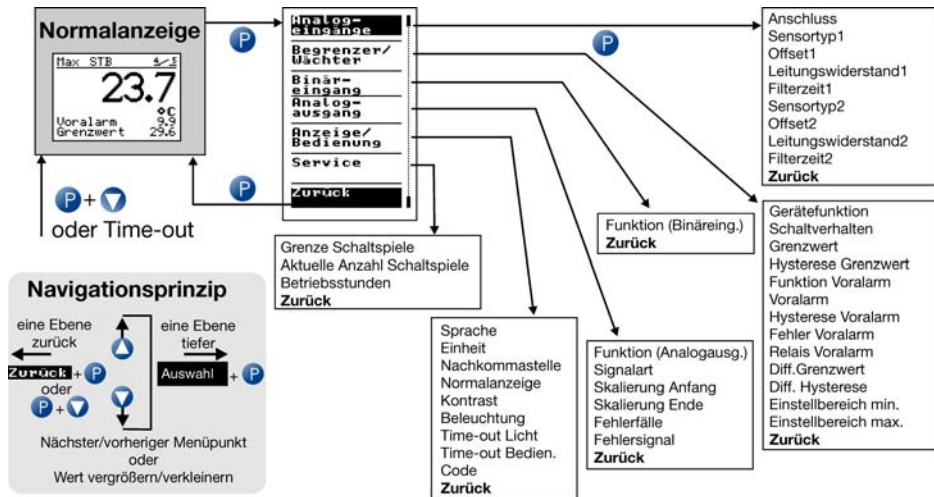 Normalanzeige
Max STB 4/5
23.7
°C
Voralarm 9.9
Grenzwert 29.6
P
P
P + 
oder Time-out
Analog-
eingänge
Begrenzer/
Wächter
Binär-
eingang
Analog-
ausgang
Anzeige/
Bedienung
Service
Zurück
P
Anschluss
Sensortyp1
Offset1
Leitungswiderstand1
Filterzeit1
Sensortyp2
Offset2
Leitungswiderstand2
Filterzeit2
Zurück
Gerätefunktion
Schaltverhalten
Grenzwert
Hysterese Grenzwert
Funktion Voralarm
Voralarm
Hysterese Voralarm
Fehler Voralarm
Relais Voralarm
Diff.Grenzwert
Diff. Hysterese
Einstellbereich min.
Einstellbereich max.
Zurück
Funktion (Binäreing.)
Zurück
Funktion (Analogausg.)
Signalart
Skalierung Anfang
Skalierung Ende
Fehlerfälle
Fehlersignal
Zurück
Sprache
Einheit
Nachkommastelle
Normalanzeige
Kontrast
Beleuchtung
Time-out Licht
Time-out Bedien.
Code
Zurück
Grenze Schaltspiele
Aktuelle Anzahl Schaltspiele
Betriebsstunden
Zurück
Navigationsprinzip
eine Ebene
zurück
Zurück + P
oder
P +
eine Ebene
tiefer
Auswahl + P
Nächster/vorheriger Menüpunkt
oder
Wert vergrößern/verkleinern